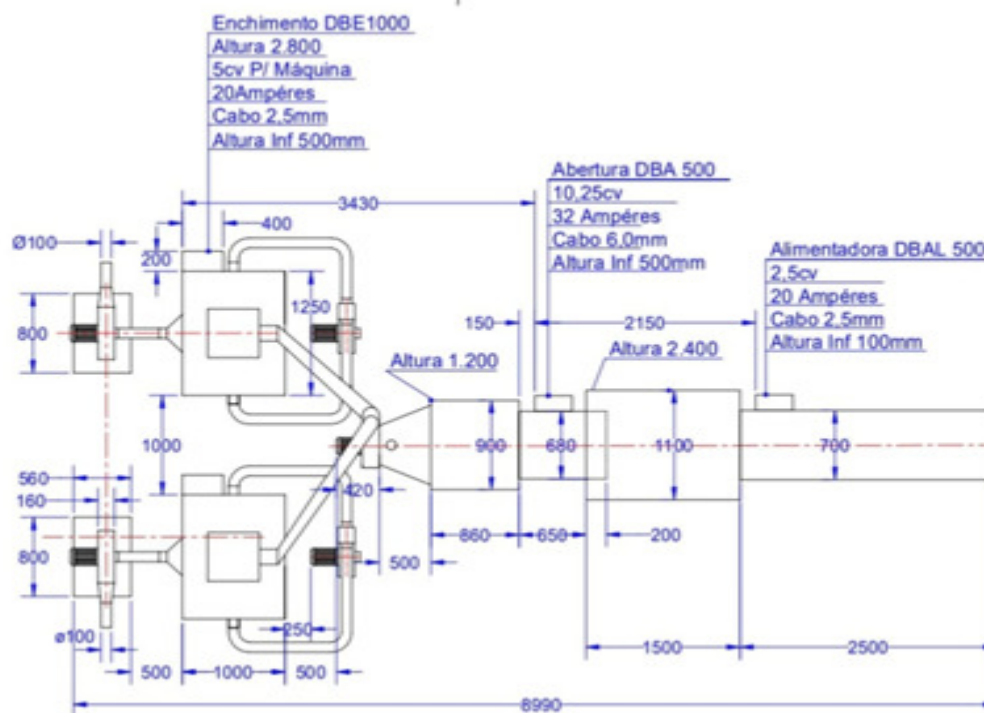 Enchimento DBE1000
Altura 2.800
5cv P/ Máquina
20Ampéres
Cabo 2,5mm
Altura Inf 500mm
Abertura DBA 500
10,25cv
32 Ampéres
Cabo 6,0mm
Altura Inf 500mm
Alimentadora DBAL 500
2,5cv
20 Ampéres
Cabo 2,5mm
Altura Inf 100mm
3430
400
Ø100
200
1250
800
150
2150
Altura 1.200
Altura 2.400
1000
900
680
1100
700
560
160
420
800
860
650
200
500
ø100
250
500
1000
500
1500
2500
8990